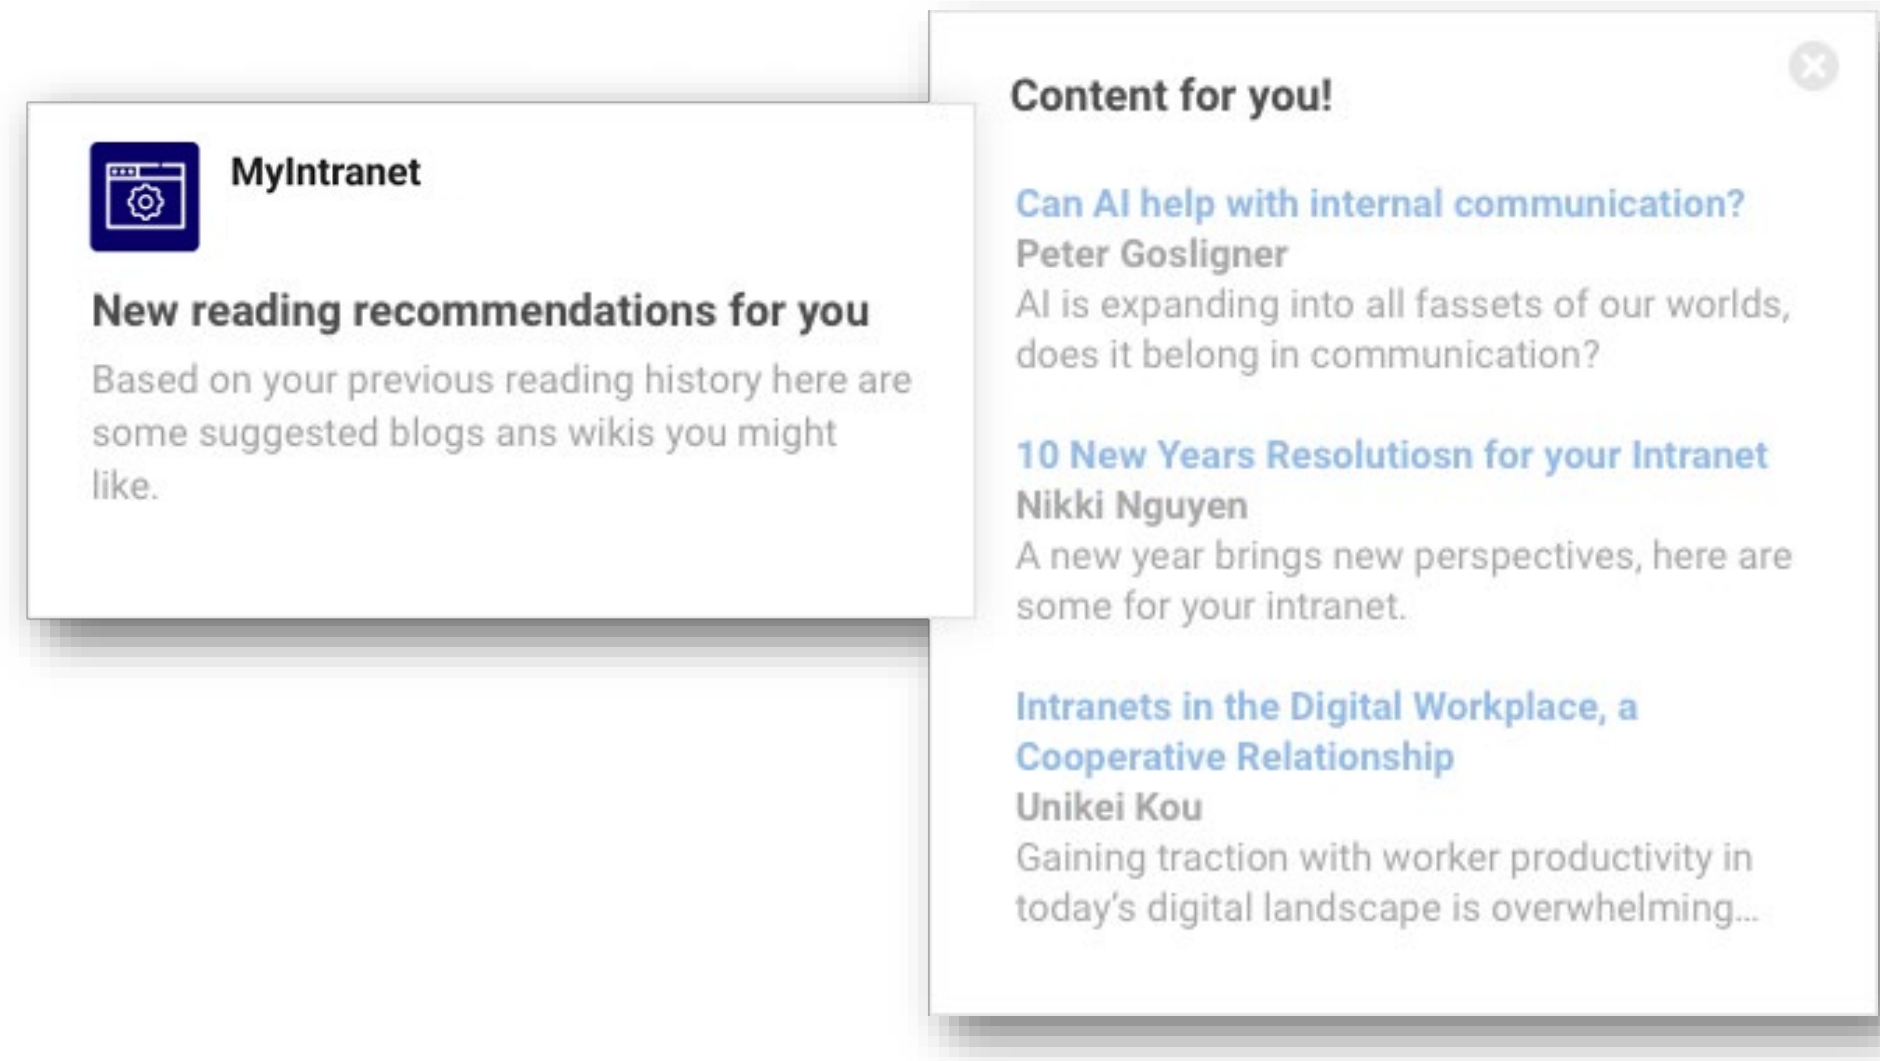 MyIntranet
New reading recommendations for you
Based on your previous reading history here are
some suggested blogs ans wikis you might
like.
Content for you!
Can AI help with internal communication?
Peter Gosligner
AI is expanding into all fassets of our worlds,
does it belong in communication?
10 New Years Resolutiosn for your Intranet
Nikki Nguyen
A new year brings new perspectives, here are
some for your intranet.
Intranets in the Digital Workplace, a
Cooperative Relationship
Unikei Kou
Gaining traction with worker productivity in
today's digital landscape is overwhelming...